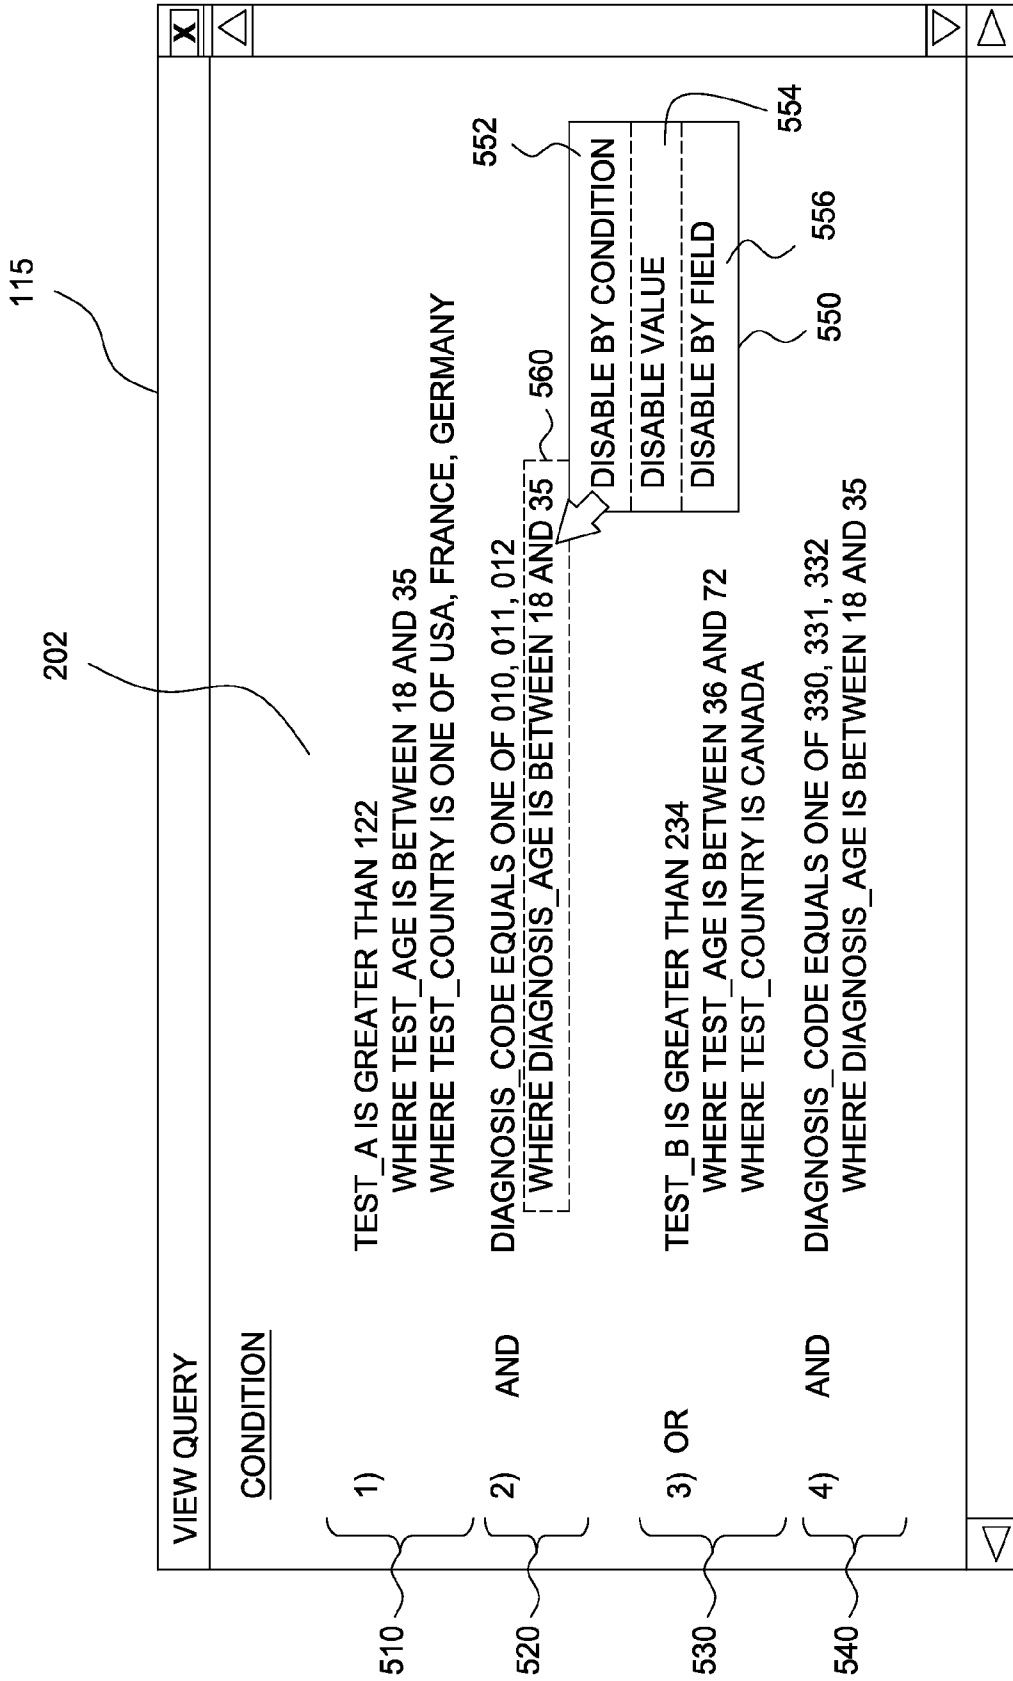 115
202
VIEW QUERY
X
CONDITION
510
1)
TEST_A IS GREATER THAN 122
WHERE TEST_AGE IS BETWEEN 18 AND 35
WHERE TEST_COUNTRY IS ONE OF USA, FRANCE, GERMANY
520
2) AND
DIAGNOSIS_CODE EQUALS ONE OF 010, 011, 012
WHERE DIAGNOSIS_AGE IS BETWEEN 18 AND 35
560
552
DISABLE BY CONDITION
DISABLE VALUE
554
DISABLE BY FIELD
556
550
530
3) OR
TEST_B IS GREATER THAN 234
WHERE TEST_AGE IS BETWEEN 36 AND 72
WHERE TEST_COUNTRY IS CANADA
540
4) AND
DIAGNOSIS_CODE EQUALS ONE OF 330, 331, 332
WHERE DIAGNOSIS_AGE IS BETWEEN 18 AND 35